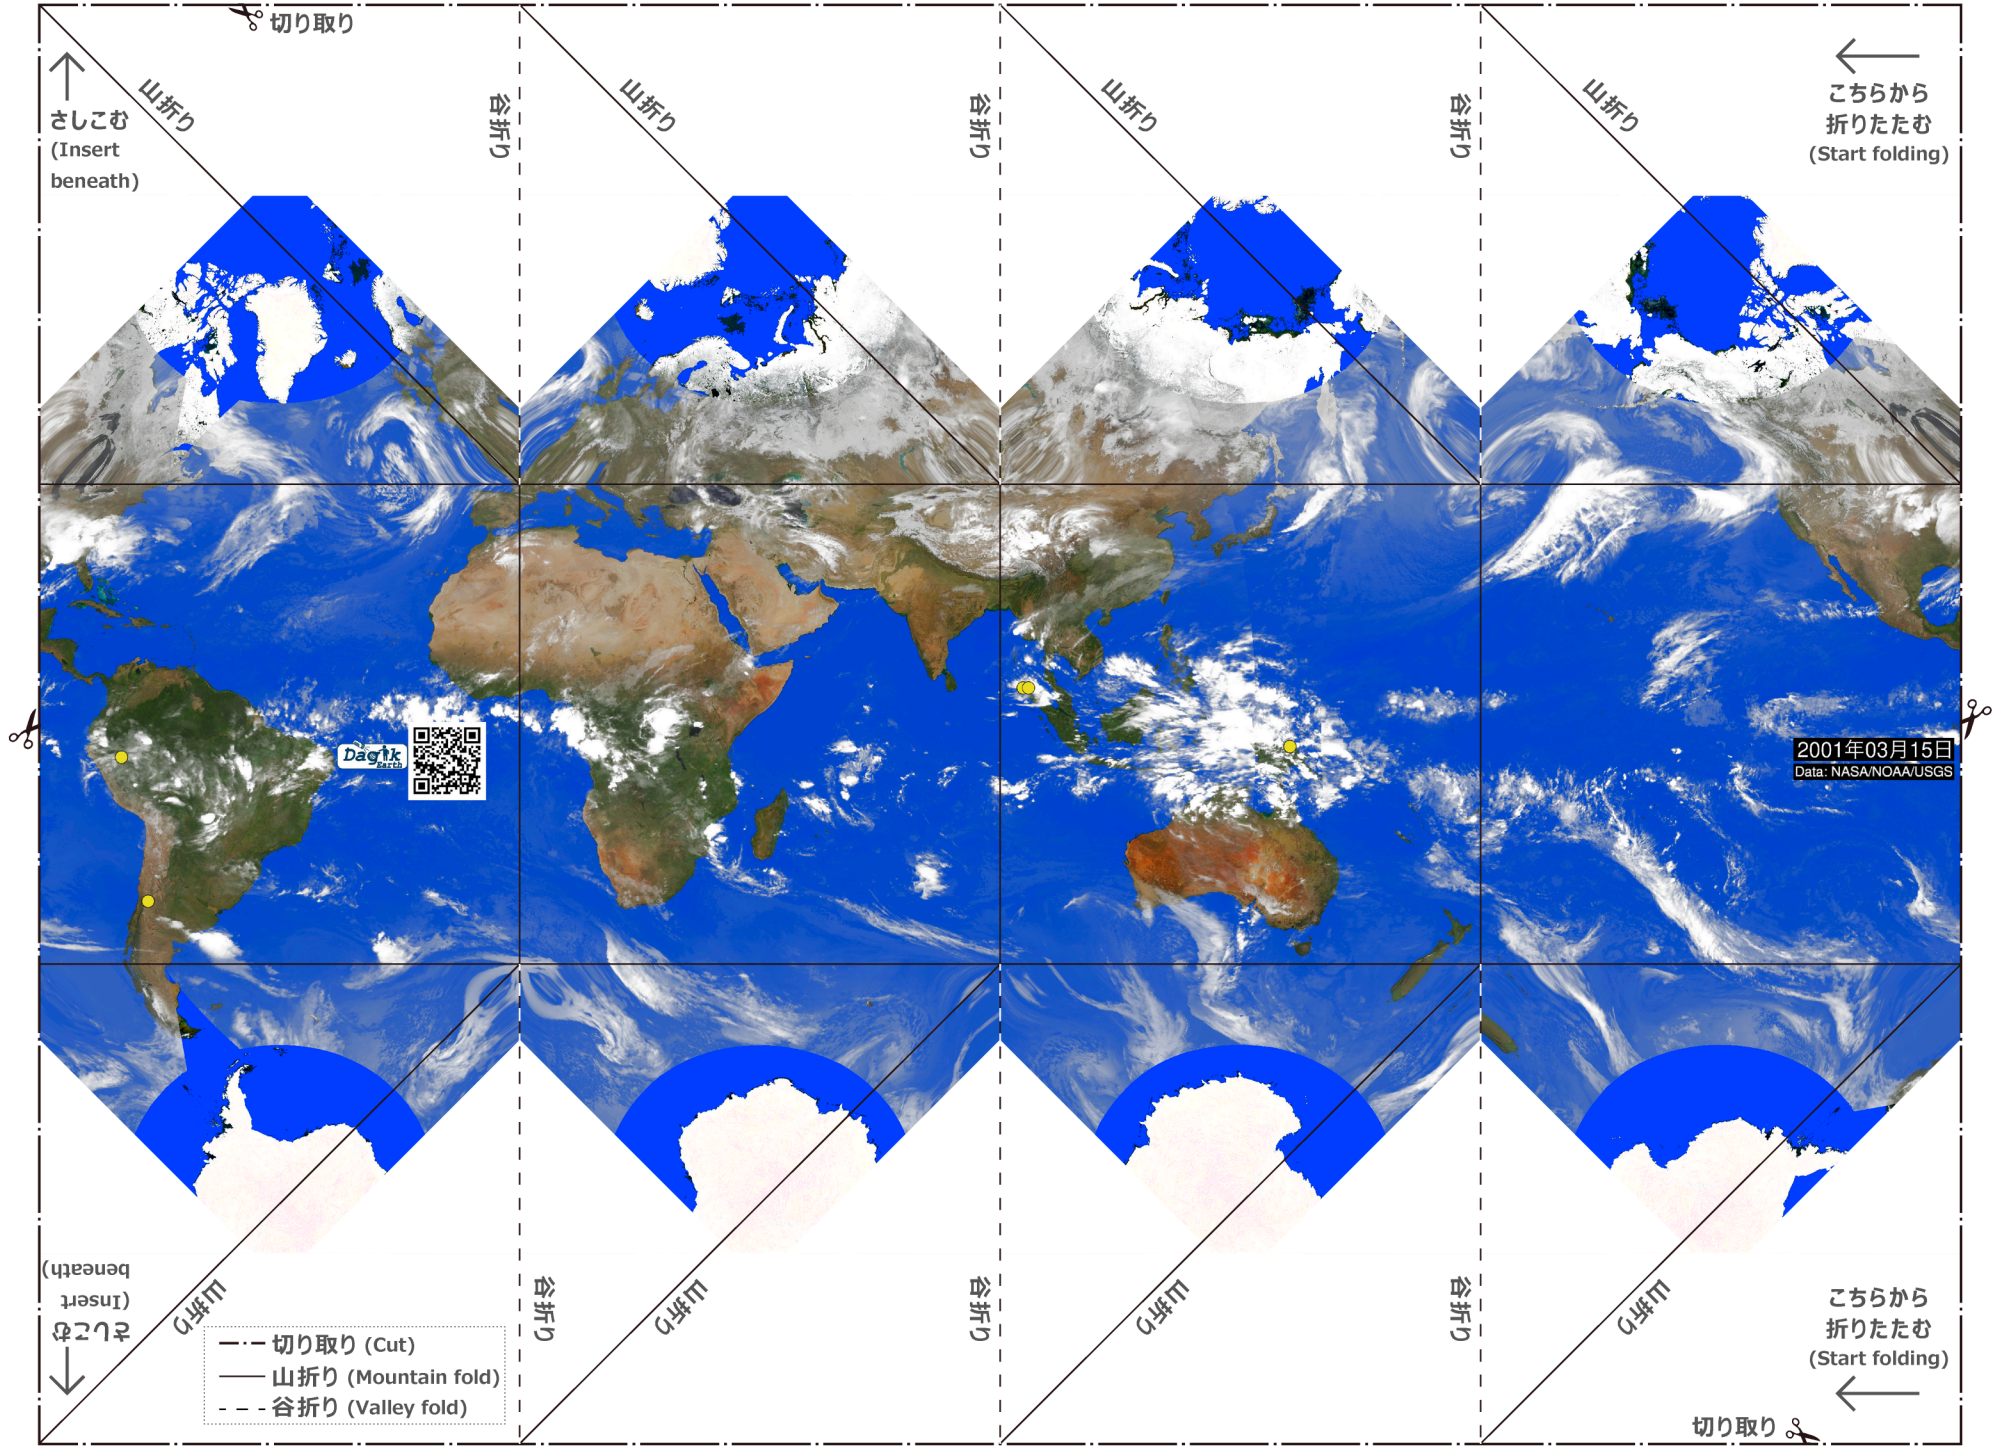 切り取り
山折り
谷折り
山折り
谷折り
山折り
谷折り
山折り
さしこむ
(Insert
beneath)
こちらから
折りたたむ
(Start folding)
Dagik
Earth
2001年03月15日
Data: NASA/NOAA/USGS
さしこむ
(Insert
beneath)
山折り
谷折り
山折り
谷折り
山折り
谷折り
山折り
こちらから
折りたたむ
(Start folding)
切り取り (Cut)
山折り (Mountain fold)
谷折り (Valley fold)
切り取り